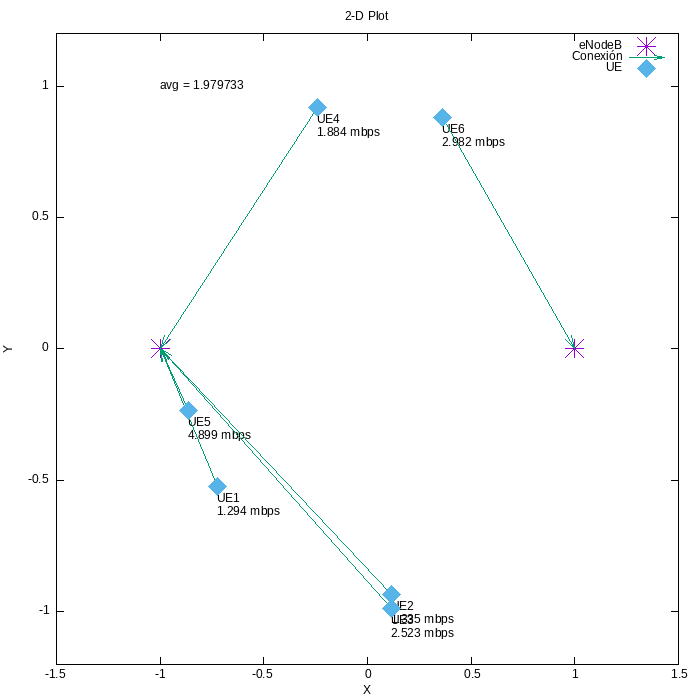 2-D Plot
eNodeB
Conexión
UE
avg = 1.979733
UE4
1.884 mbps
UE6
2.982 mbps
UE5
4.899 mbps
UE1
1.294 mbps
UE2
UE3
2.523 mbps
1
0.5
0
-0.5
-1
Y
-1.5
-1
-0.5
0
0.5
1
1.5
X